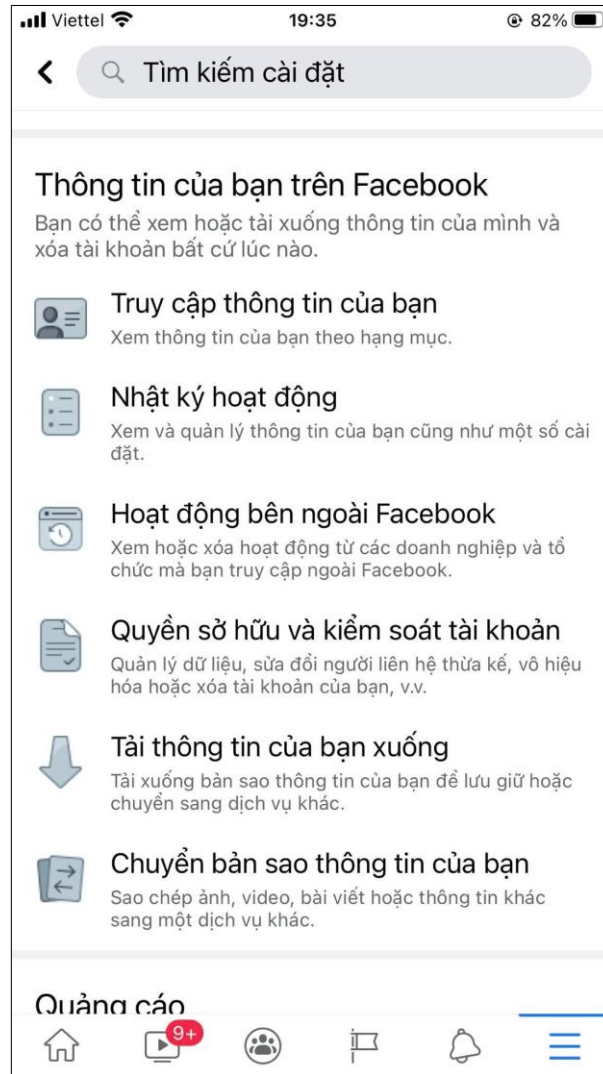 Viettel 19:35 82%
Tìm kiếm cài đặt
Thông tin của bạn trên Facebook
Bạn có thể xem hoặc tải xuống thông tin của mình và
xóa tài khoản bất cứ lúc nào.
Truy cập thông tin của bạn
Xem thông tin của bạn theo hạng mục.
Nhật ký hoạt động
Xem và quản lý thông tin của bạn cũng như một số cài
đặt.
Hoạt động bên ngoài Facebook
Xem hoặc xóa hoạt động từ các doanh nghiệp và tổ
chức mà bạn truy cập ngoài Facebook.
Quyền sở hữu và kiểm soát tài khoản
Quản lý dữ liệu, sửa đổi người liên hệ thừa kế, vô hiệu
hóa hoặc xóa tài khoản của bạn, v.v.
Tải thông tin của bạn xuống
Tải xuống bản sao thông tin của bạn để lưu giữ hoặc
chuyển sang dịch vụ khác.
Chuyển bản sao thông tin của bạn
Sao chép ảnh, video, bài viết hoặc thông tin khác
sang một dịch vụ khác.
Quảng cáo
9+